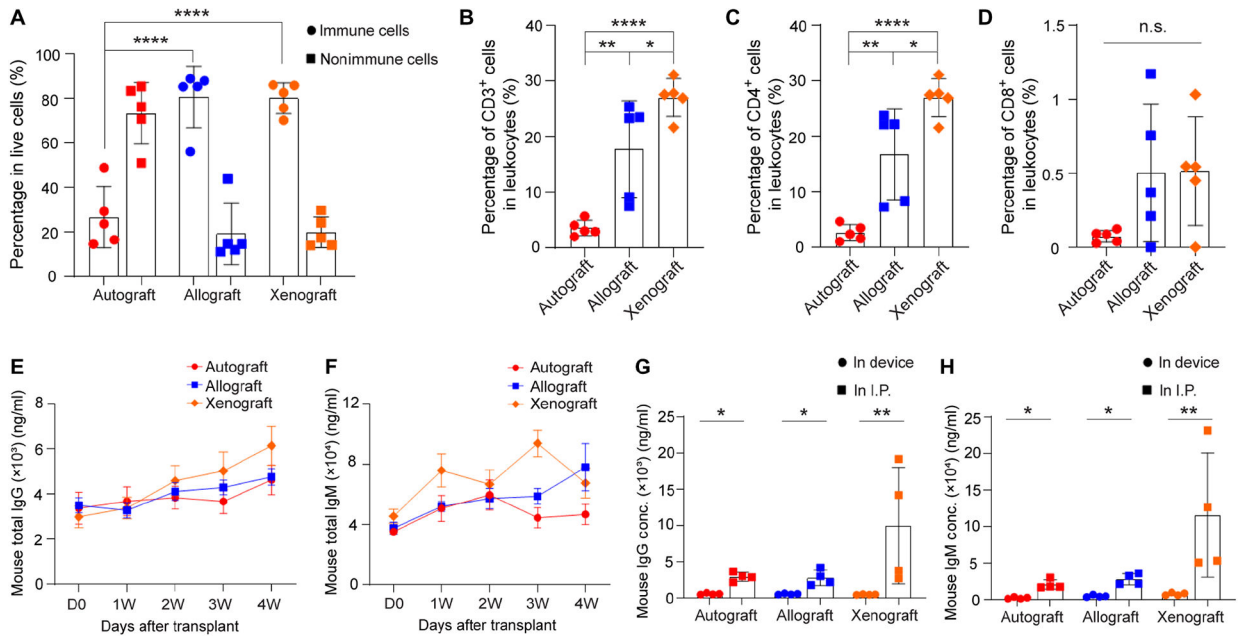 A
****
****
Immune cells
Nonimmune cells
Percentage in live cells (%)
100
80
60
40
20
0
Autograft
Allograft
Xenograft
B
****
**
*
Percentage of CD3⁺ cells
in leukocytes (%)
40
30
20
10
0
Autograft
Allograft
Xenograft
C
****
**
*
Percentage of CD4⁺ cells
in leukocytes (%)
40
30
20
10
0
Autograft
Allograft
Xenograft
D
n.s.
Percentage of CD8⁺ cells
in leukocytes (%)
1.5
1
0.5
0
Autograft
Allograft
Xenograft
E
Autograft
Allograft
Xenograft
Mouse total IgG (×10³) (ng/ml)
8
6
4
2
0
D0 1W 2W 3W 4W
Days after transplant
F
Autograft
Allograft
Xenograft
Mouse total IgM (×10⁴) (ng/ml)
12
8
4
0
D0 1W 2W 3W 4W
Days after transplant
G
In device
In I.P.
*
*
**
Mouse IgG conc. (×10³) (ng/ml)
25
20
15
10
5
0
Autograft
Allograft
Xenograft
H
In device
In I.P.
*
*
**
Mouse IgM conc. (×10⁴) (ng/ml)
25
20
15
10
5
0
Autograft
Allograft
Xenograft